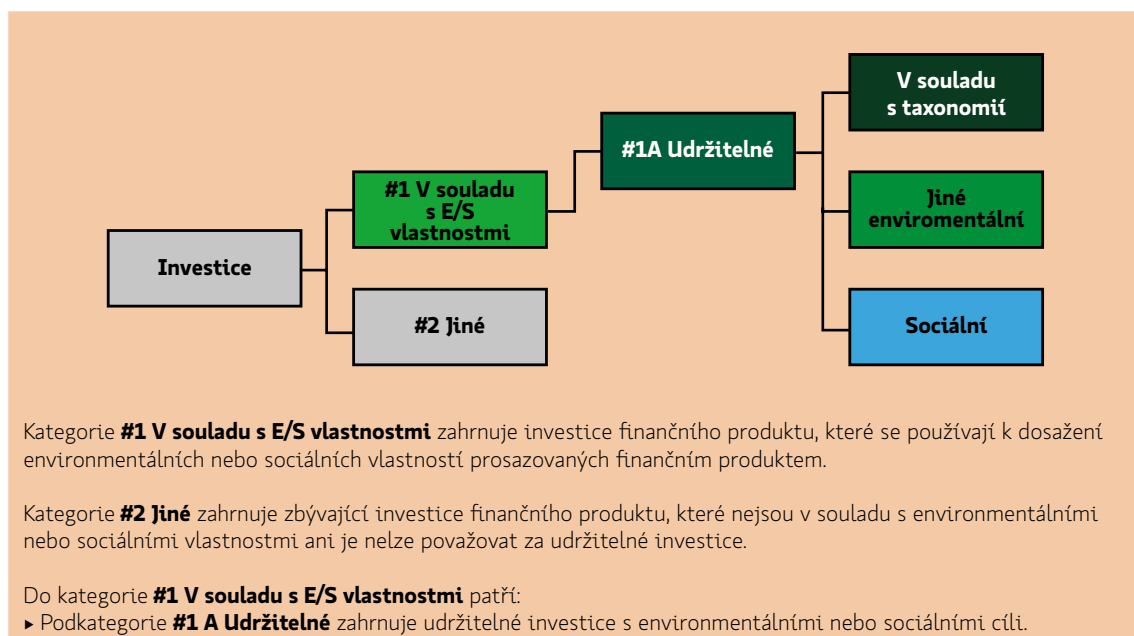 V souladu
s taxonomií
#1A Udržitelné
#1 V souladu
s E/S
vlastnostmi
Jiné
enviromentální
Investice
#2 Jiné
Sociální
Kategorie #1 V souladu s E/S vlastnostmi zahrnuje investice finančního produktu, které se používají k dosažení
environmentálních nebo sociálních vlastností prosazovaných finančním produktem.
Kategorie #2 Jiné zahrnuje zbývající investice finančního produktu, které nejsou v souladu s environmentálními
nebo sociálními vlastnostmi ani je nelze považovat za udržitelné investice.
Do kategorie #1 V souladu s E/S vlastnostmi patří:
▸ Podkategorie #1 A Udržitelné zahrnuje udržitelné investice s environmentálními nebo sociálními cíli.